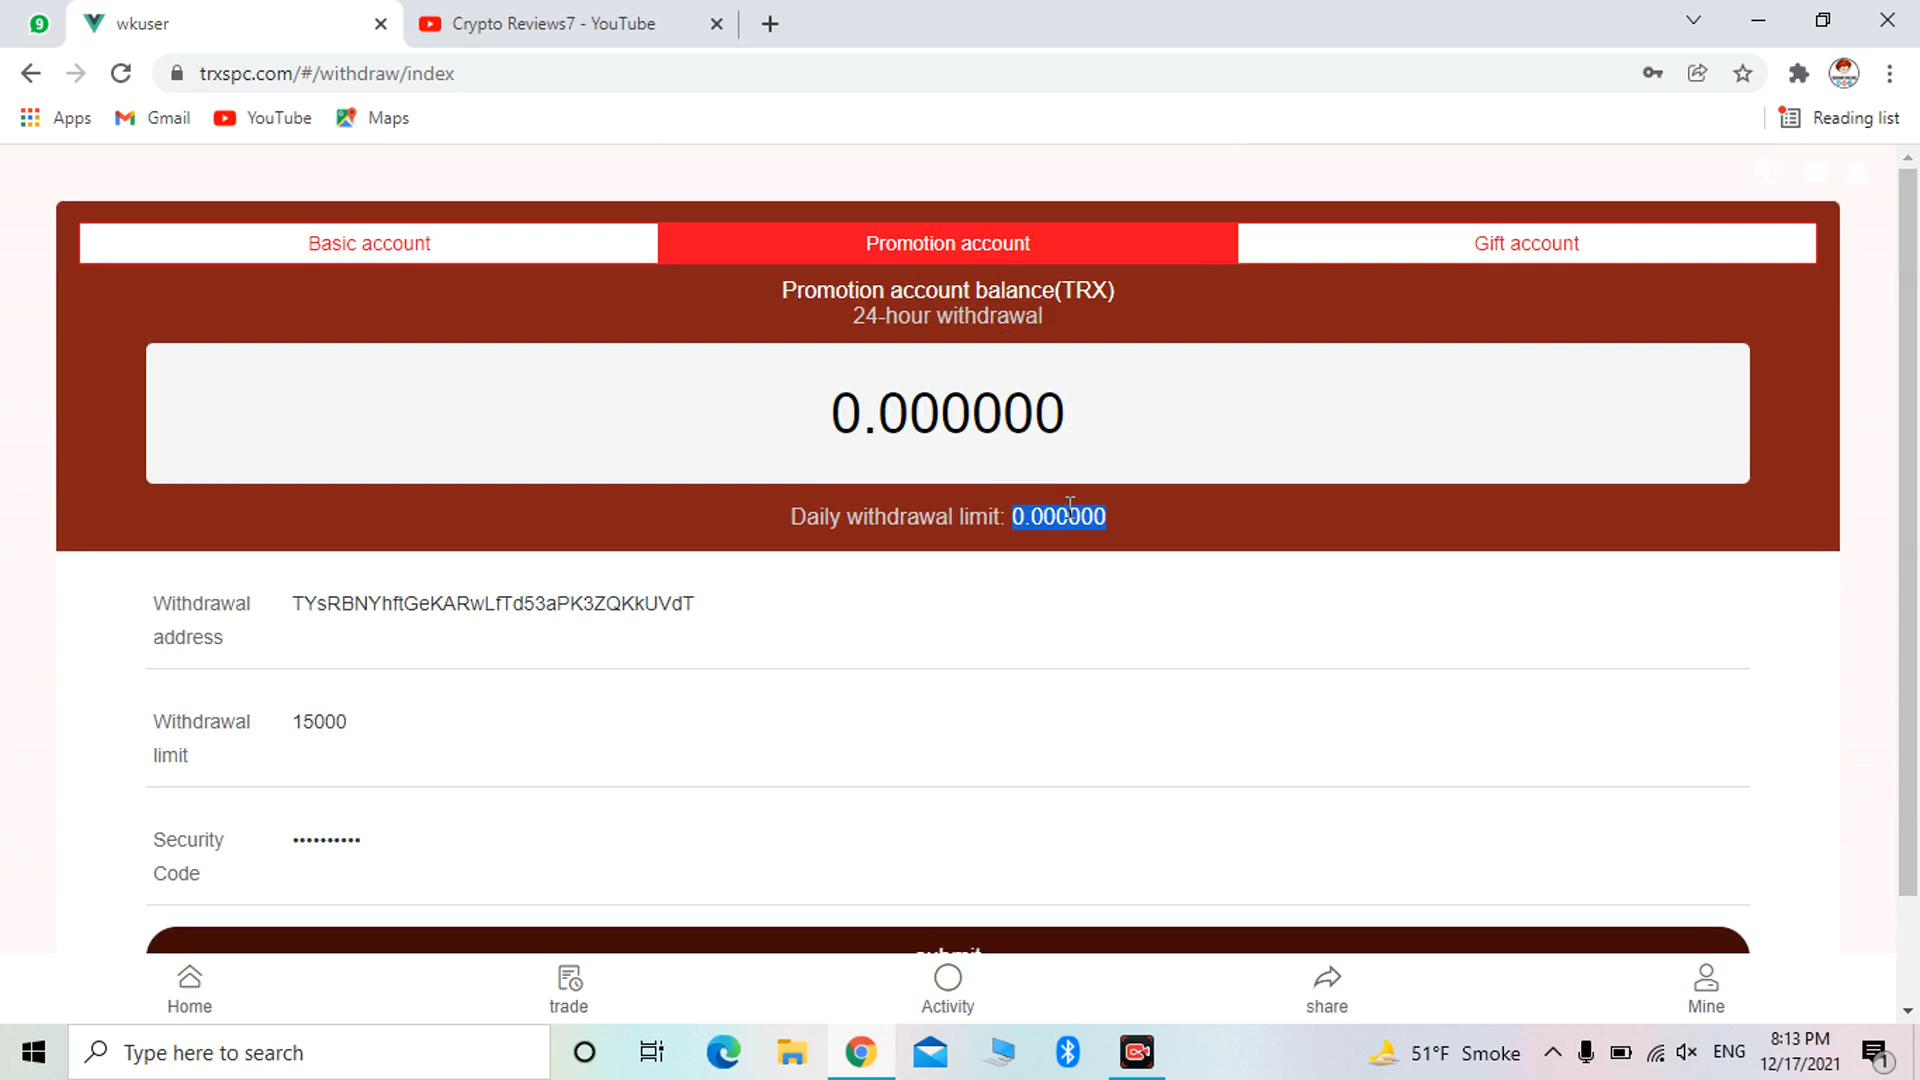 9
wkuser
Crypto Reviews7 - YouTube
trxspc.com/#/withdraw/index
Apps
Gmail
YouTube
Maps
Reading list
Basic account
Promotion account
Gift account
Promotion account balance(TRX)
24-hour withdrawal
0.000000
Daily withdrawal limit: 0.000000
Withdrawal
address
TYsRBNYhftGeKARwLfTd53aPK3ZQKkUVdT
Withdrawal
limit
15000
Security
Code
••••••••••
submit
Home
trade
Activity
share
Mine
Type here to search
51°F Smoke
ENG
8:13 PM
12/17/2021
1